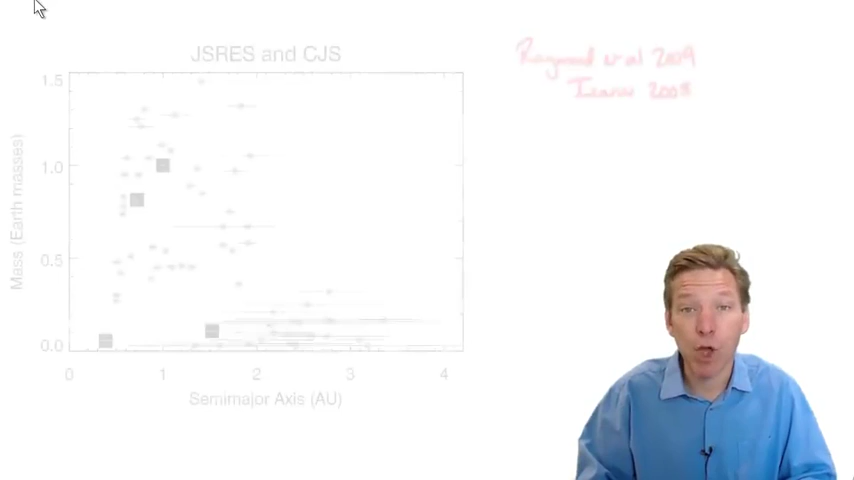 JSRES and CJS
Raymond et al 2009
Icarus 2008
1.5
1.0
0.5
0.0
Mass (Earth masses)
0 1 2 3 4
Semimajor Axis (AU)